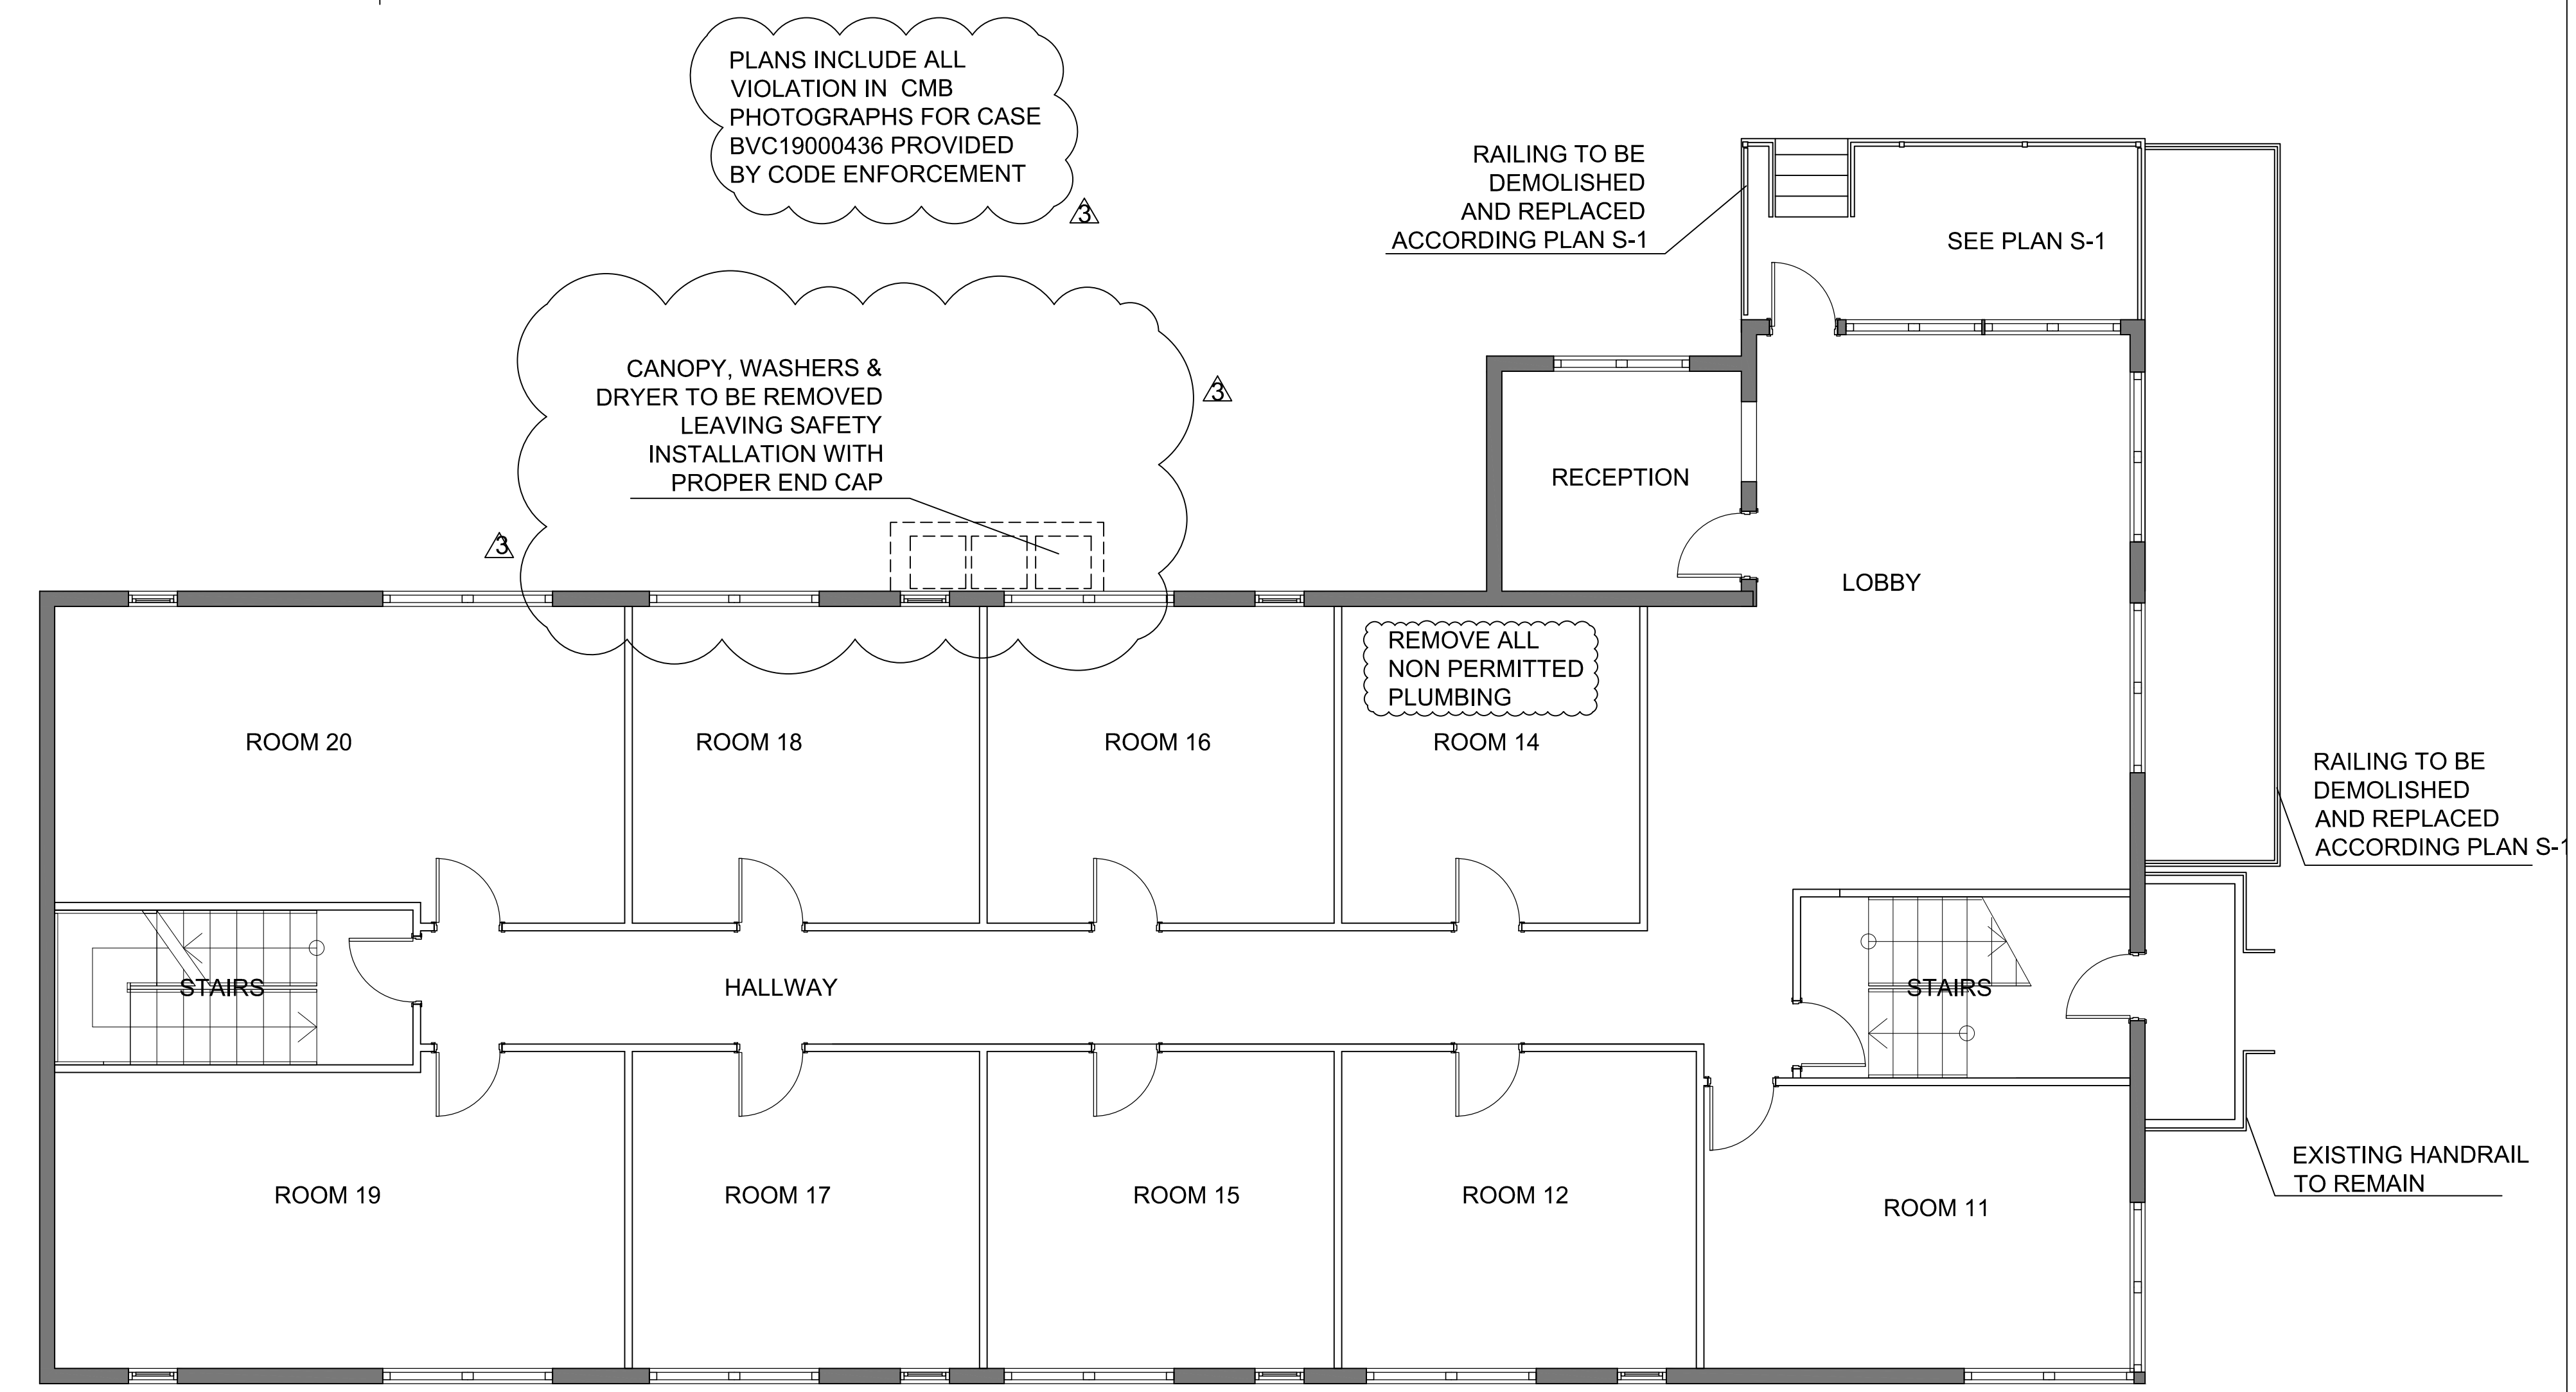 PLANS INCLUDE ALL
VIOLATION IN CMB
PHOTOGRAPHS FOR CASE
BVC19000436 PROVIDED
BY CODE ENFORCEMENT
3
RAILING TO BE
DEMOLISHED
AND REPLACED
ACCORDING PLAN S-1
SEE PLAN S-1
CANOPY, WASHERS &
DRYER TO BE REMOVED
LEAVING SAFETY
INSTALLATION WITH
PROPER END CAP
3
3
RECEPTION
LOBBY
REMOVE ALL
NON PERMITTED
PLUMBING
ROOM 20
ROOM 18
ROOM 16
ROOM 14
RAILING TO BE
DEMOLISHED
AND REPLACED
ACCORDING PLAN S-1
STAIRS
HALLWAY
STAIRS
EXISTING HANDRAIL
TO REMAIN
ROOM 19
ROOM 17
ROOM 15
ROOM 12
ROOM 11